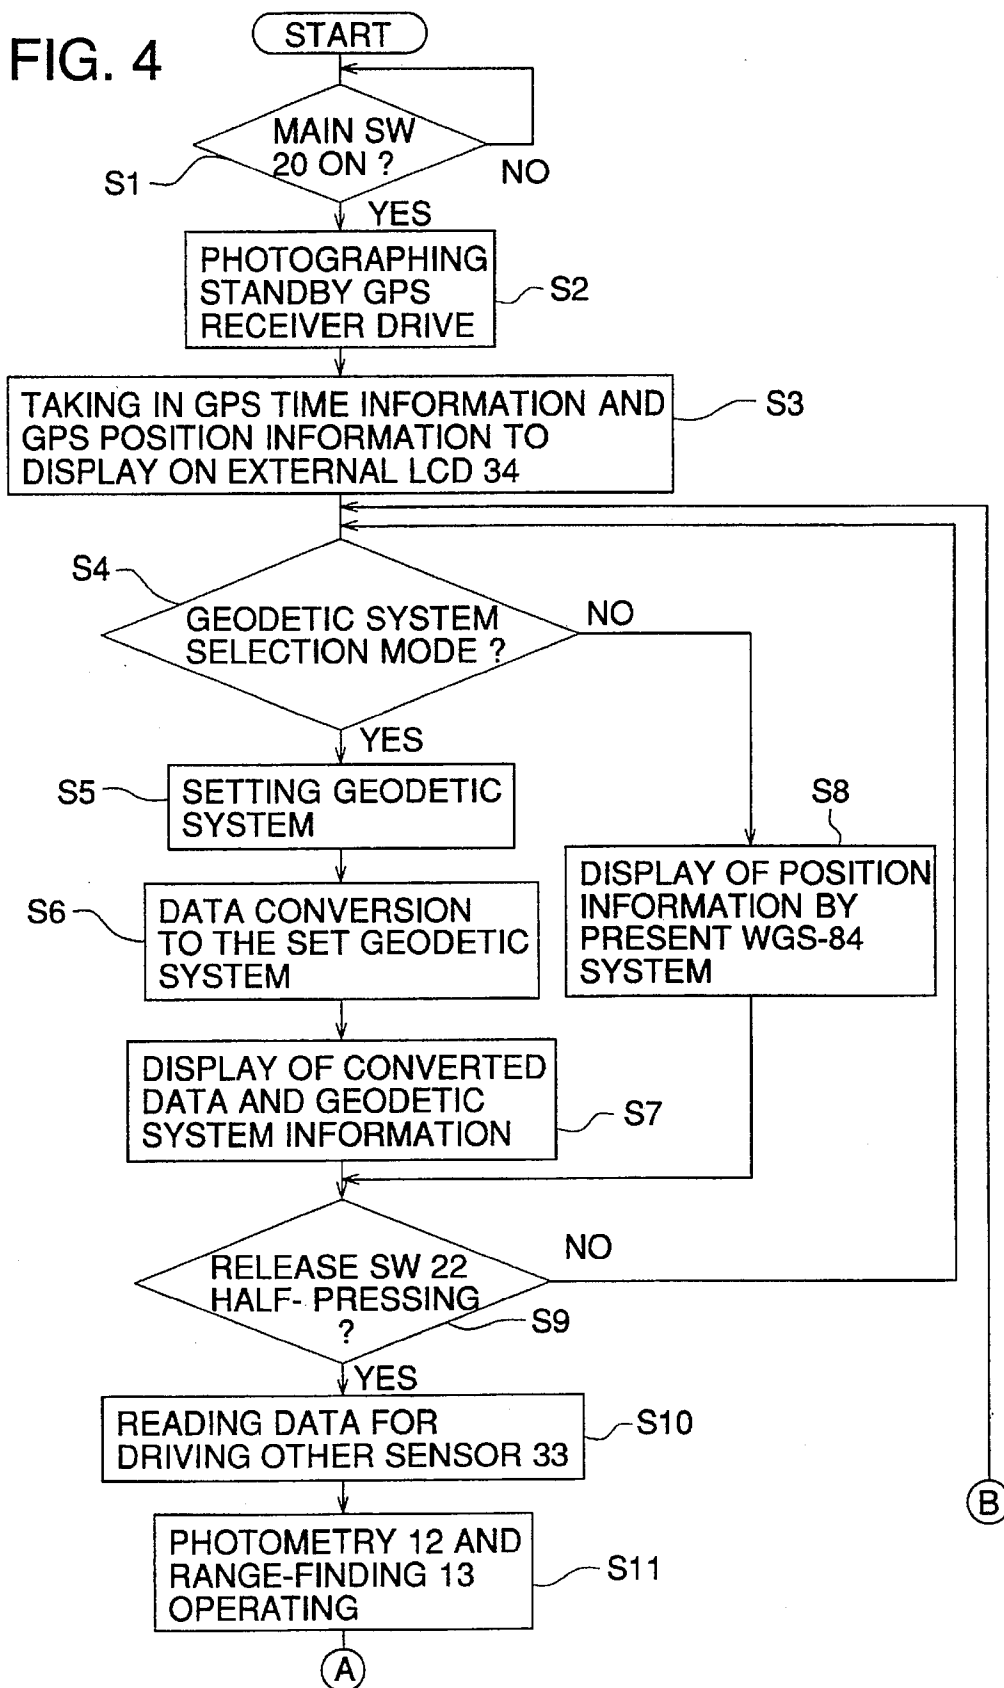 FIG. 4
START
MAIN SW
20 ON ?
S1
NO
YES
PHOTOGRAPHING
STANDBY GPS
RECEIVER DRIVE
S2
TAKING IN GPS TIME INFORMATION AND
GPS POSITION INFORMATION TO
DISPLAY ON EXTERNAL LCD 34
S3
S4
GEODETIC SYSTEM
SELECTION MODE ?
NO
YES
S5
SETTING GEODETIC
SYSTEM
S8
DISPLAY OF POSITION
INFORMATION BY
PRESENT WGS-84
SYSTEM
S6
DATA CONVERSION
TO THE SET GEODETIC
SYSTEM
DISPLAY OF CONVERTED
DATA AND GEODETIC
SYSTEM INFORMATION
S7
RELEASE SW 22
HALF- PRESSING
?
NO
S9
YES
READING DATA FOR
DRIVING OTHER SENSOR 33
S10
B
PHOTOMETRY 12 AND
RANGE-FINDING 13
OPERATING
S11
A